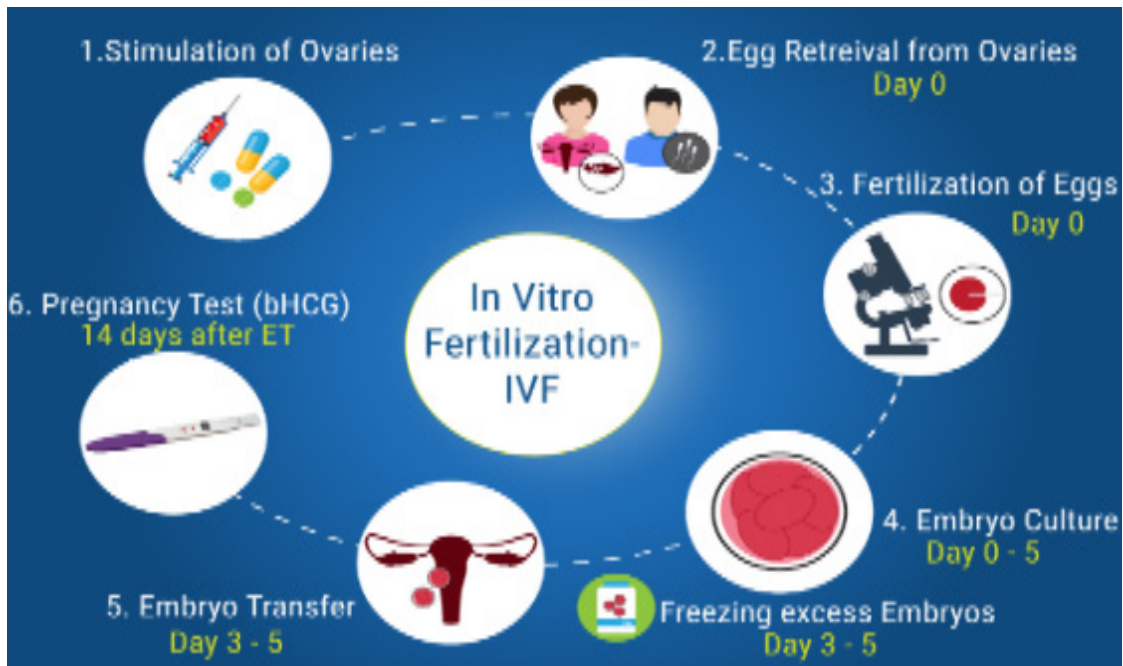 1.Stimulation of Ovaries
2.Egg Retreival from Ovaries
Day 0
3. Fertilization of Eggs
Day 0
In Vitro
Fertilization-
IVF
4. Embryo Culture
Day 0 - 5
Freezing excess Embryos
Day 3 - 5
5. Embryo Transfer
Day 3 - 5
6. Pregnancy Test (bHCG)
14 days after ET